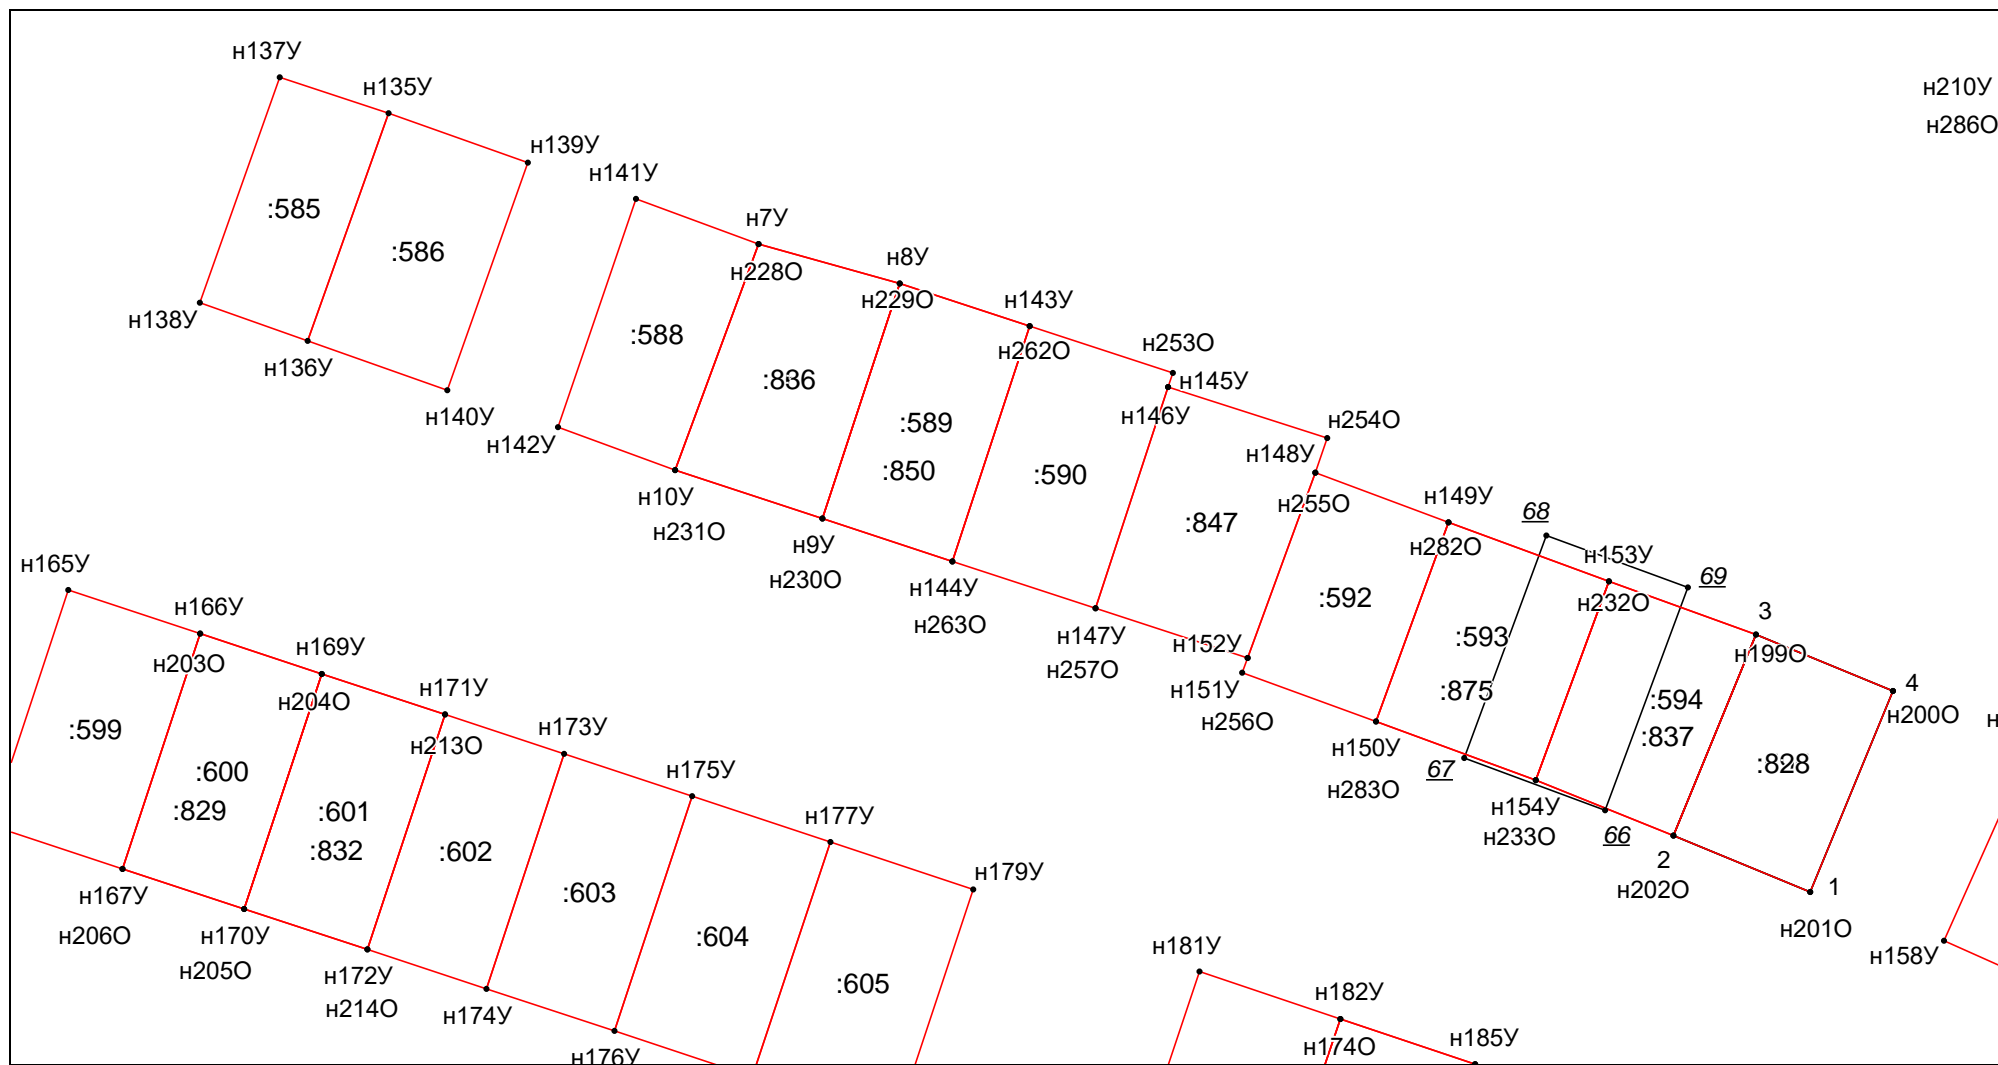 н137У
н135У
н210У
н286О
н139У
н141У
:585
н7У
:586
н228О
н8У
н229О
н143У
н138У
:588
н262О
н253О
н136У
:836
н145У
н140У
н146У
:589
н254О
н142У
н148У
:850
:590
н10У
н255О
н149У
68
н231О
:847
н9У
н282О
н153У
н165У
н230О
н144У
69
:592
н232О
н166У
н263О
н147У
3
:593
н152У
н203О
н169У
н257О
н199О
4
н171У
н204О
н151У
:875
:594
н200О
н
:599
н173У
н256О
н150У
:837
н213О
:828
:600
н175У
67
:829
:601
н283О
н154У
н177У
:832
:602
н233О
66
2
н179У
1
н167У
:603
н202О
н206О
н170У
:604
н201О
н205О
н181У
н158У
н172У
:605
н214О
н174У
н182У
н185У
н174О
н176У